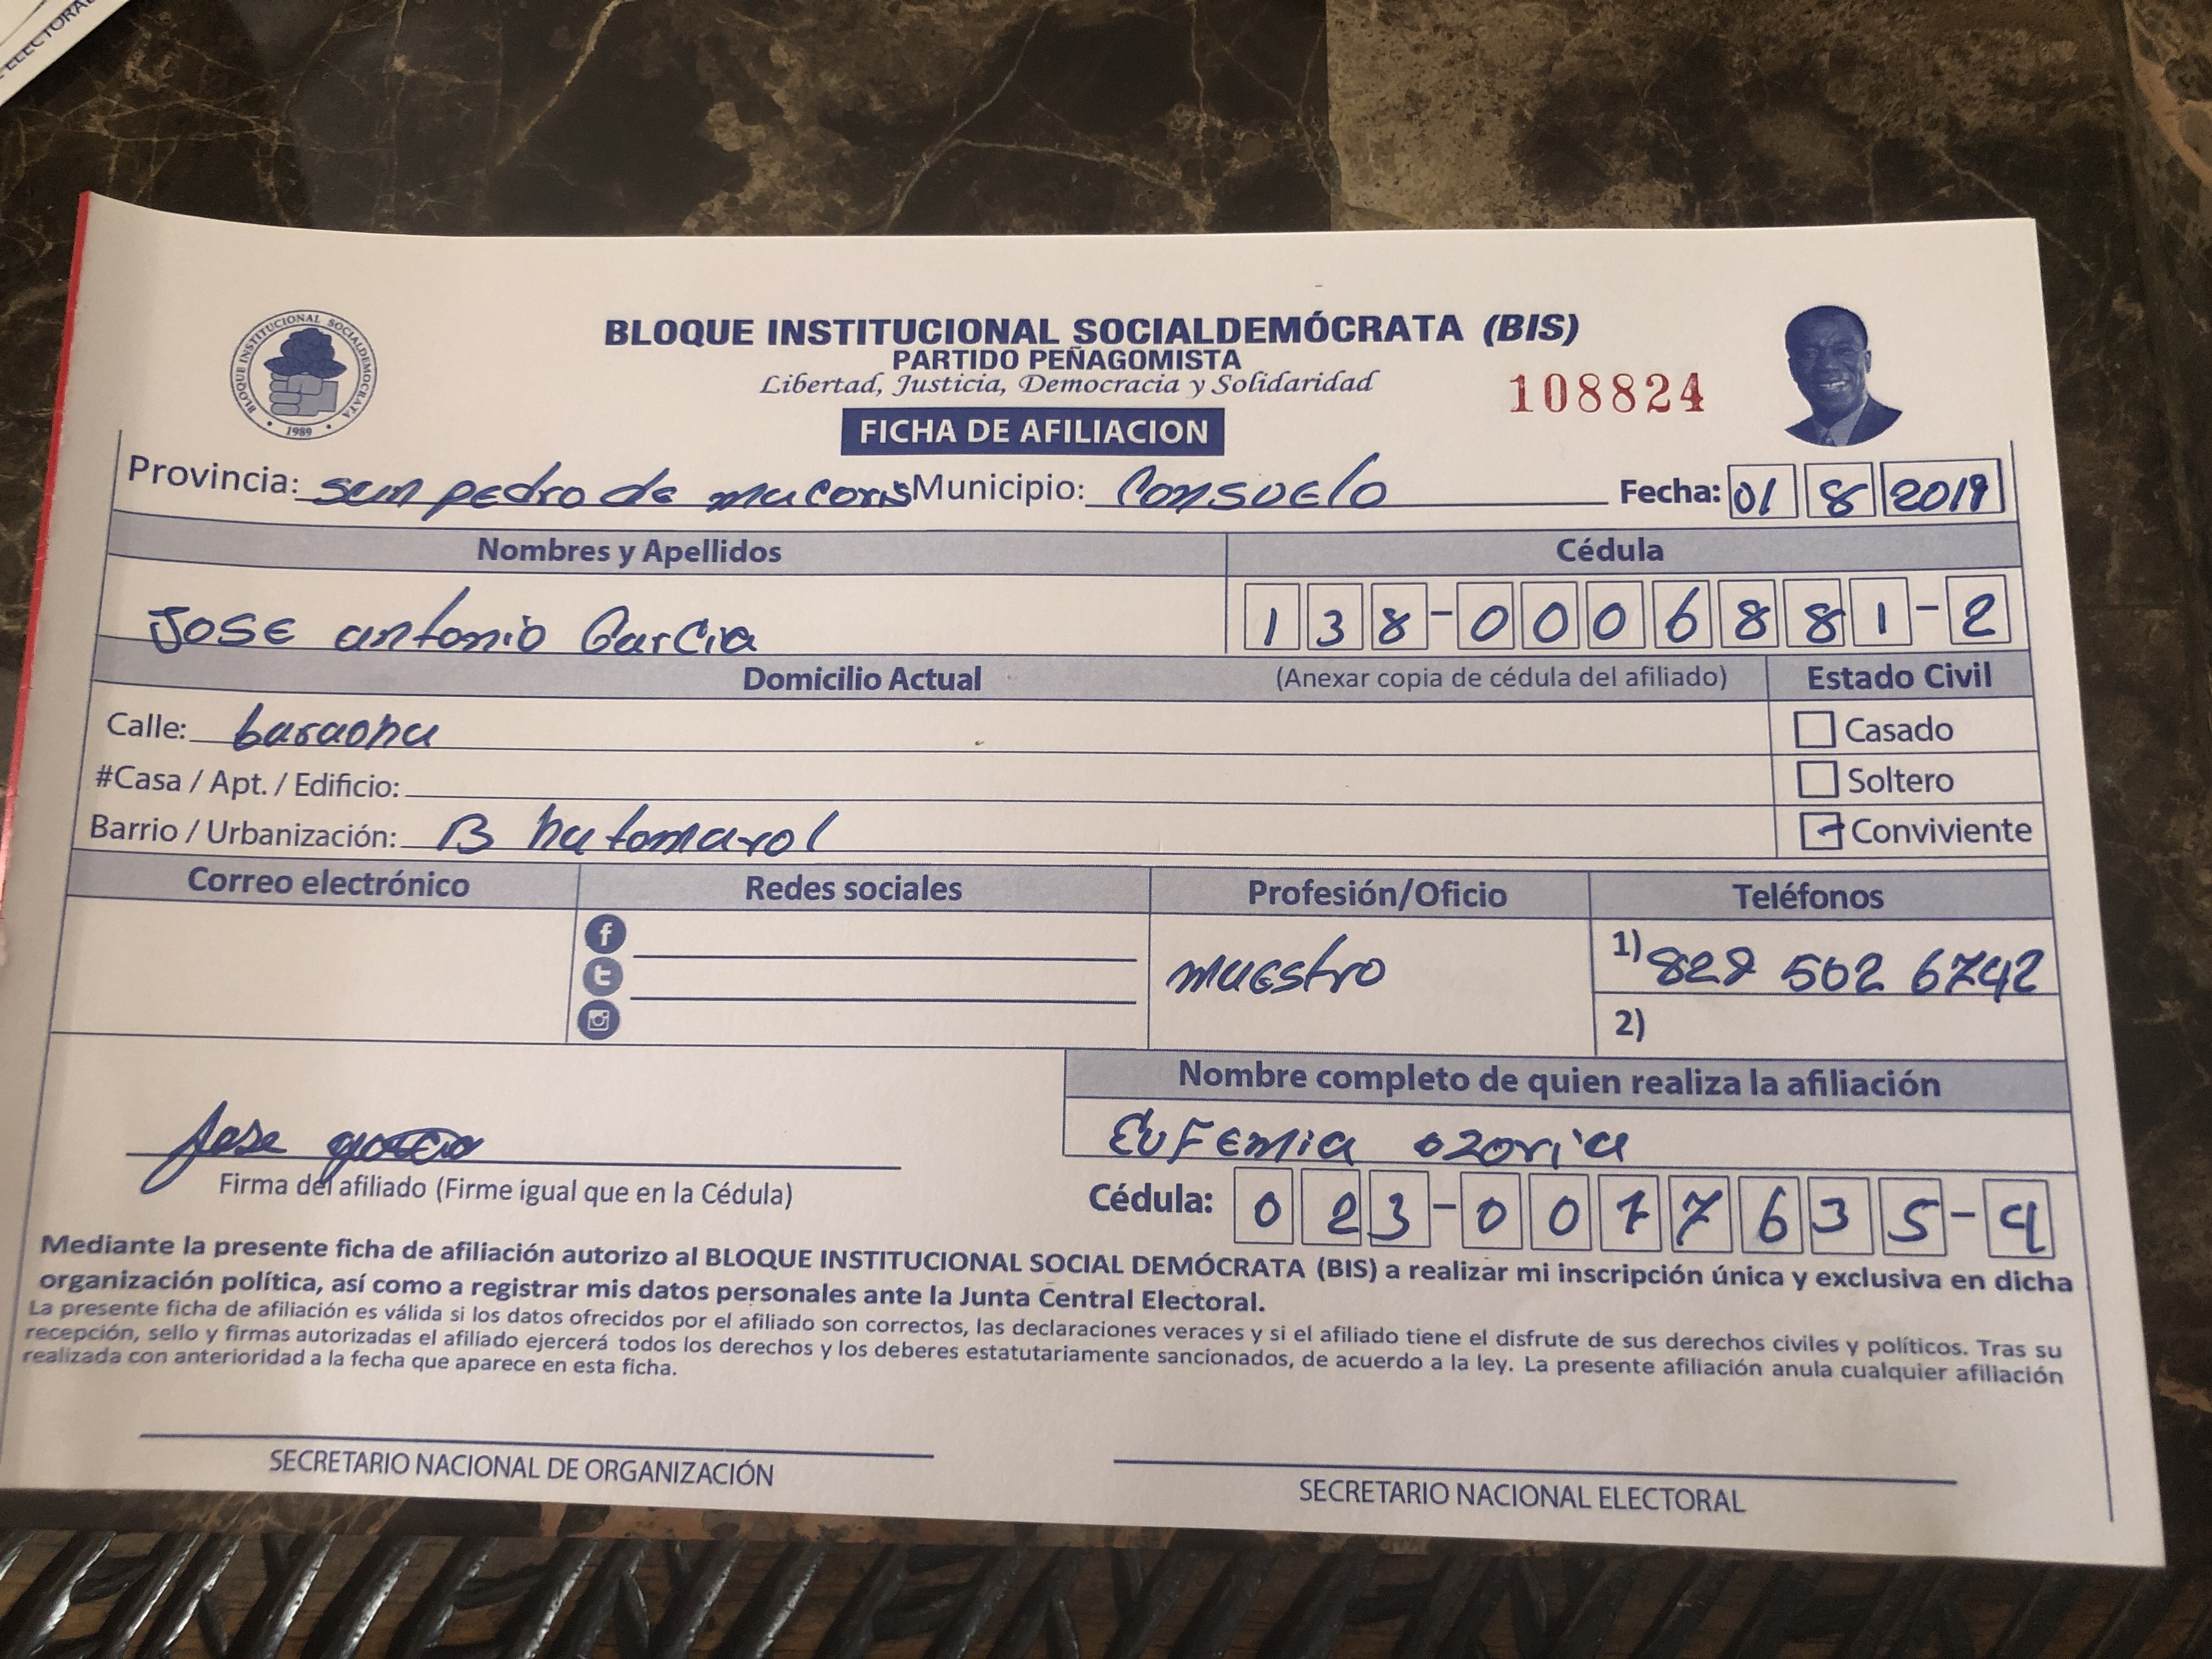 ELECTORAL
BLOQUE INSTITUCIONAL SOCIALDEMÓCRATA
1989
BLOQUE INSTITUCIONAL SOCIALDEMÓCRATA (BIS)
PARTIDO PEÑAGOMISTA
Libertad, Justicia, Democracia y Solidaridad
108824
FICHA DE AFILIACION
Provincia: san pedro de macoris Municipio: Consuelo Fecha: 01 8 2019
Nombres y Apellidos Cédula
Jose antonio Garcia 138-0006881-2
Domicilio Actual (Anexar copia de cédula del afiliado) Estado Civil
Calle: baraona Casado
#Casa / Apt. / Edificio: Soltero
Barrio / Urbanización: B hatomarol Conviviente
Correo electrónico Redes sociales Profesión/Oficio Teléfonos
maestro 1) 829 502 6742
2)
Nombre completo de quien realiza la afiliación
Jose garcia EUFEMia ozoria
Firma del afiliado (Firme igual que en la Cédula) Cédula: 023-0077635-9
Mediante la presente ficha de afiliación autorizo al BLOQUE INSTITUCIONAL SOCIAL DEMÓCRATA (BIS) a realizar mi inscripción única y exclusiva en dicha
organización política, así como a registrar mis datos personales ante la Junta Central Electoral.
La presente ficha de afiliación es válida si los datos ofrecidos por el afiliado son correctos, las declaraciones veraces y si el afiliado tiene el disfrute de sus derechos civiles y políticos. Tras su
recepción, sello y firmas autorizadas el afiliado ejercerá todos los derechos y los deberes estatutariamente sancionados, de acuerdo a la ley. La presente afiliación anula cualquier afiliación
realizada con anterioridad a la fecha que aparece en esta ficha.
SECRETARIO NACIONAL DE ORGANIZACIÓN SECRETARIO NACIONAL ELECTORAL